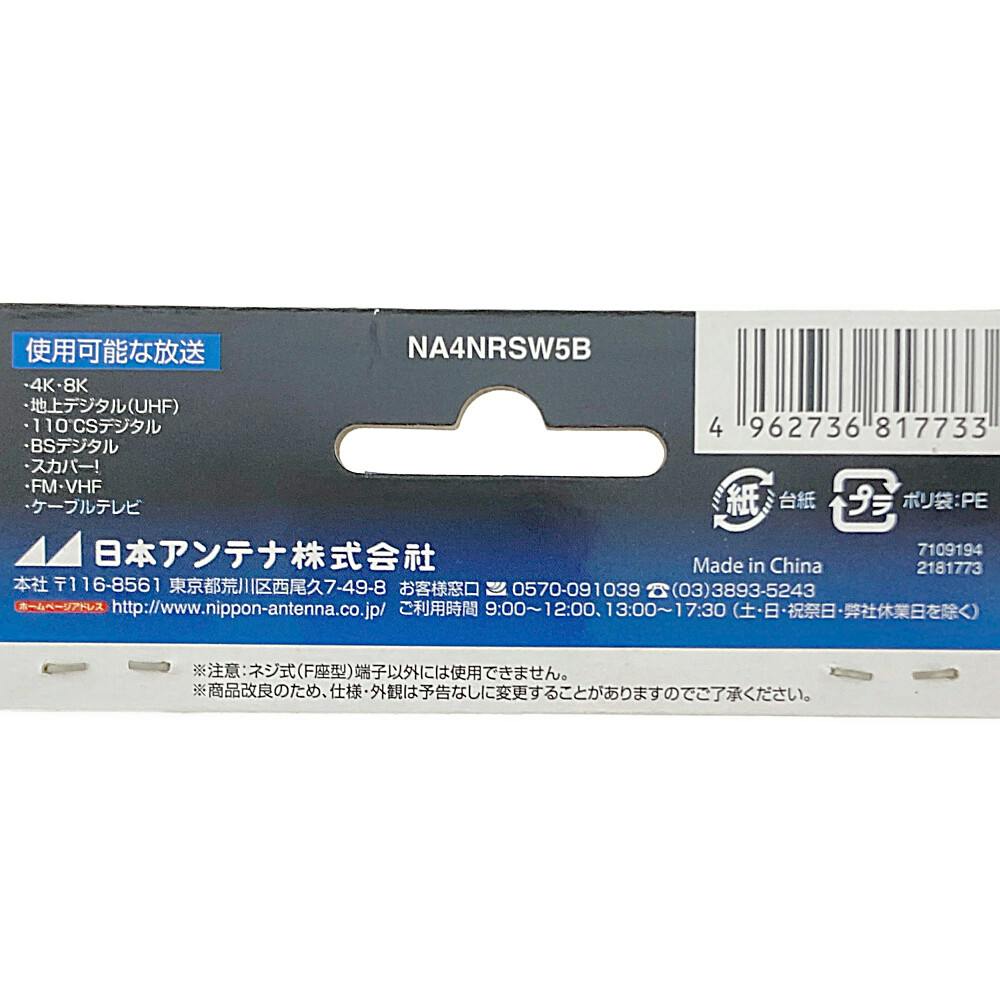 使用可能な放送
・4K・8K
・地上デジタル(UHF)
・110°CSデジタル
・BSデジタル
・スカパー!
・FM・VHF
・ケーブルテレビ
NA4NRSW5B
4 962736 817733
紙 台紙 プラ ポリ袋:PE
日本アンテナ株式会社
Made in China
7109194
2181773
本社 〒116-8561 東京都荒川区西尾久7-49-8 お客様窓口 0570-091039 ☎(03)3893-5243
ホームページアドレス http://www.nippon-antenna.co.jp/ ご利用時間 9:00〜12:00、13:00〜17:30 (土・日・祝祭日・弊社休業日を除く)
※注意:ネジ式(F座型)端子以外には使用できません。
※商品改良のため、仕様・外観は予告なしに変更することがありますのでご了承ください。